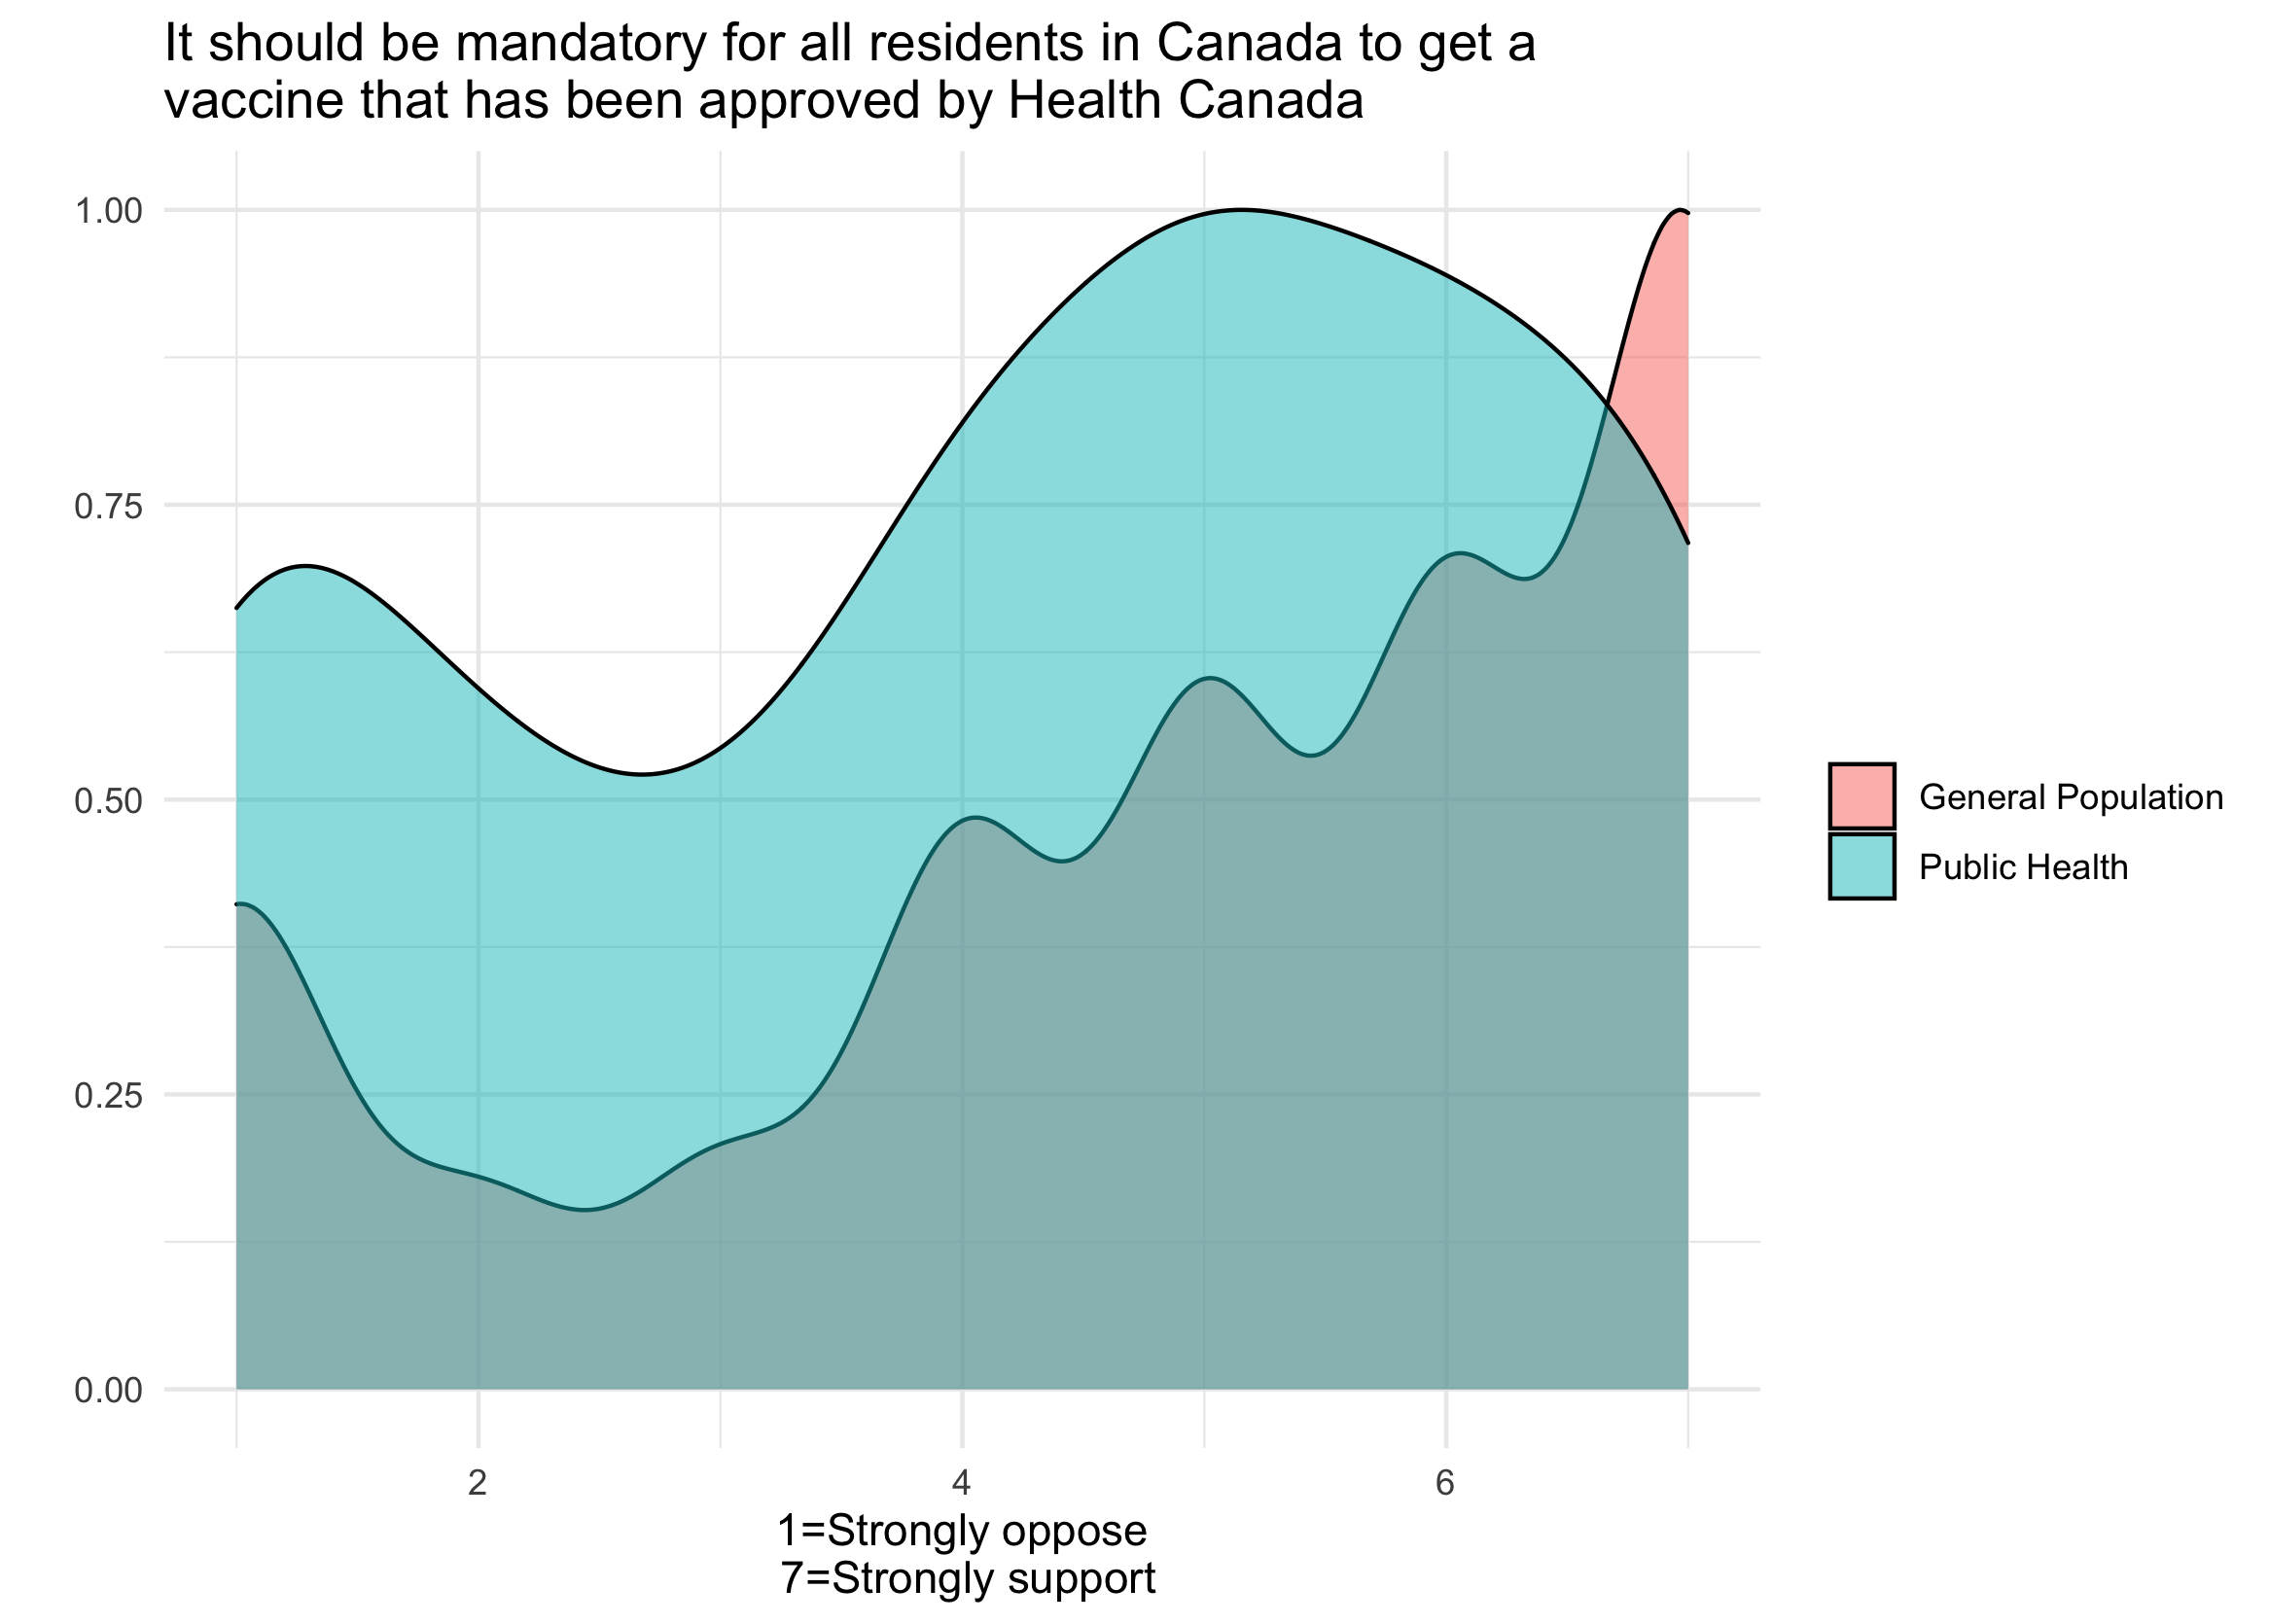 It should be mandatory for all residents in Canada to get a
vaccine that has been approved by Health Canada
1.00
0.75
0.50
0.25
0.00
2
4
6
1=Strongly oppose
7=Strongly support
General Population
Public Health